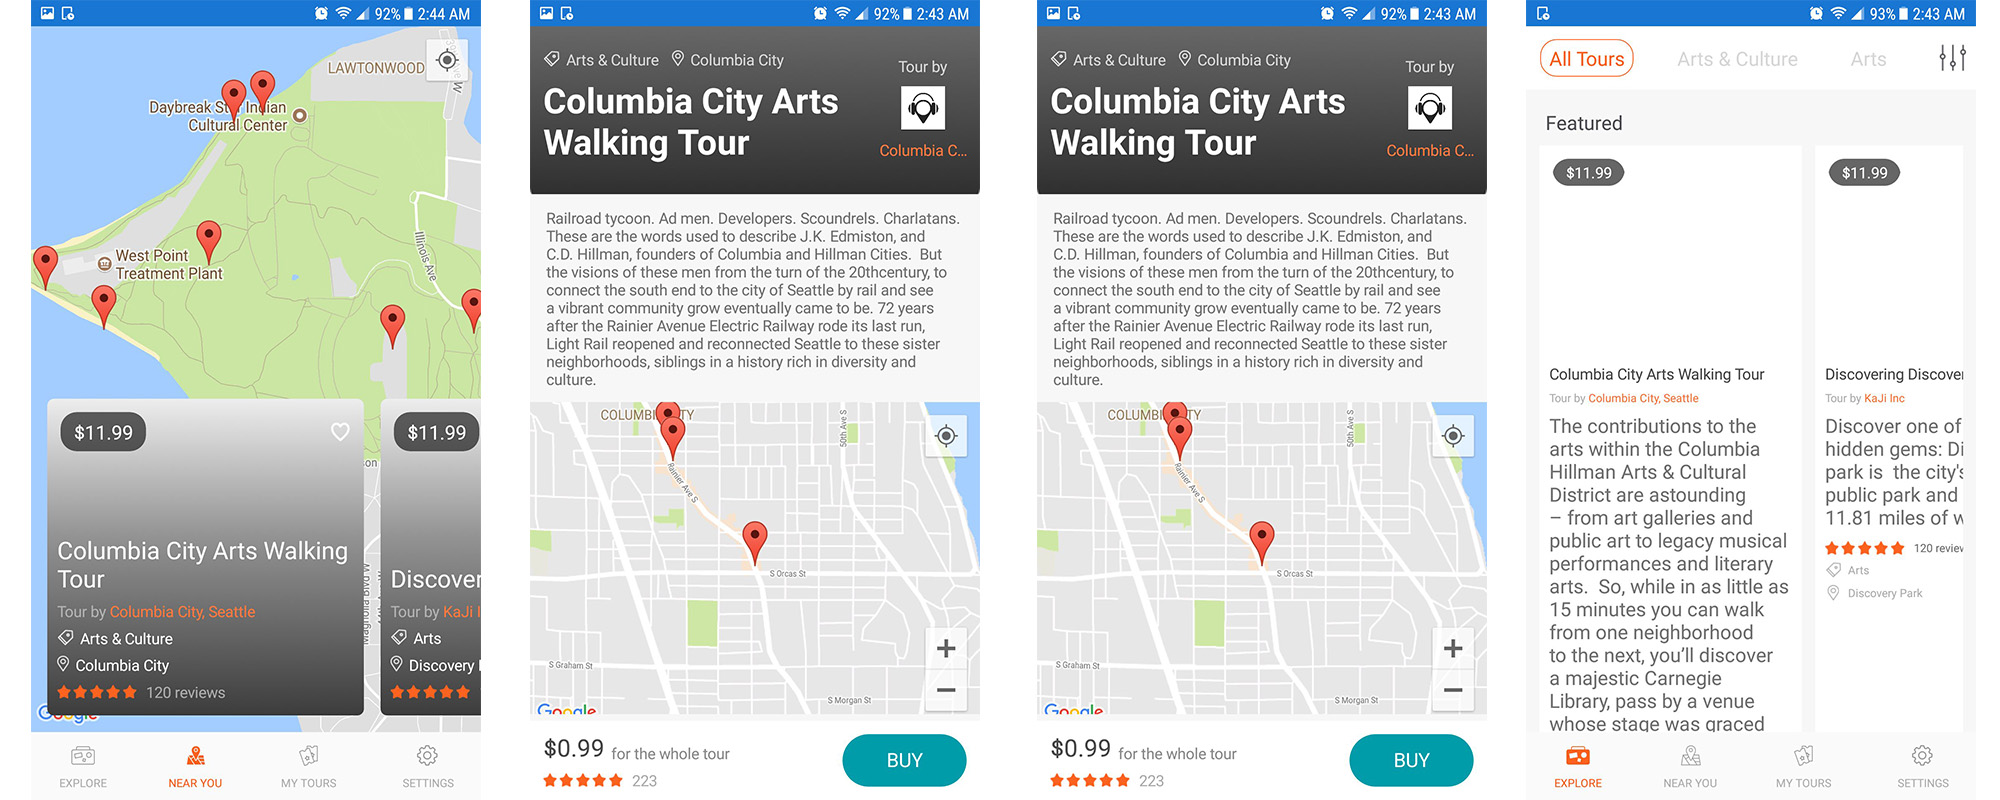 92% 2:44 AM
LAWTONWOOD
Daybreak St Indian
Cultural Center
West Point
Treatment Plant
Illinois Ave
$11.99
$11.99
Columbia City Arts Walking
Tour
Tour by Columbia City, Seattle
Arts & Culture
Columbia City
120 reviews
Discover
Tour by KaJi
Arts
Discovery
Google
EXPLORE
NEAR YOU
MY TOURS
SETTINGS
92% 2:43 AM
Arts & Culture Columbia City
Tour by
Columbia City Arts
Walking Tour
Columbia C...
Railroad tycoon. Ad men. Developers. Scoundrels. Charlatans.
These are the words used to describe J.K. Edmiston, and
C.D. Hillman, founders of Columbia and Hillman Cities. But
the visions of these men from the turn of the 20thcentury, to
connect the south end to the city of Seattle by rail and see
a vibrant community grow eventually came to be. 72 years
after the Rainier Avenue Electric Railway rode its last run,
Light Rail reopened and reconnected Seattle to these sister
neighborhoods, siblings in a history rich in diversity and
culture.
COLUMBI TY
50th Ave S
Rainier Ave S
S Orcas St
S Graham St
S Morgan St
Google
$0.99 for the whole tour
223
BUY
92% 2:43 AM
Arts & Culture Columbia City
Tour by
Columbia City Arts
Walking Tour
Columbia C...
Railroad tycoon. Ad men. Developers. Scoundrels. Charlatans.
These are the words used to describe J.K. Edmiston, and
C.D. Hillman, founders of Columbia and Hillman Cities. But
the visions of these men from the turn of the 20thcentury, to
connect the south end to the city of Seattle by rail and see
a vibrant community grow eventually came to be. 72 years
after the Rainier Avenue Electric Railway rode its last run,
Light Rail reopened and reconnected Seattle to these sister
neighborhoods, siblings in a history rich in diversity and
culture.
COLUMBI TY
50th Ave S
Rainier Ave S
S Orcas St
S Graham St
S Morgan St
Google
$0.99 for the whole tour
223
BUY
93% 2:43 AM
All Tours Arts & Culture Arts
Featured
$11.99
Columbia City Arts Walking Tour
Tour by Columbia City, Seattle
The contributions to the
arts within the Columbia
Hillman Arts & Cultural
District are astounding
– from art galleries and
public art to legacy musical
performances and literary
arts. So, while in as little as
15 minutes you can walk
from one neighborhood
to the next, you'll discover
a majestic Carnegie
Library, pass by a venue
whose stage was graced
$11.99
Discovering Discover
Tour by KaJi Inc
Discover one of
hidden gems: Di
park is the city's
public park and
11.81 miles of w
120 review
Arts
Discovery Park
EXPLORE
NEAR YOU
MY TOURS
SETTINGS